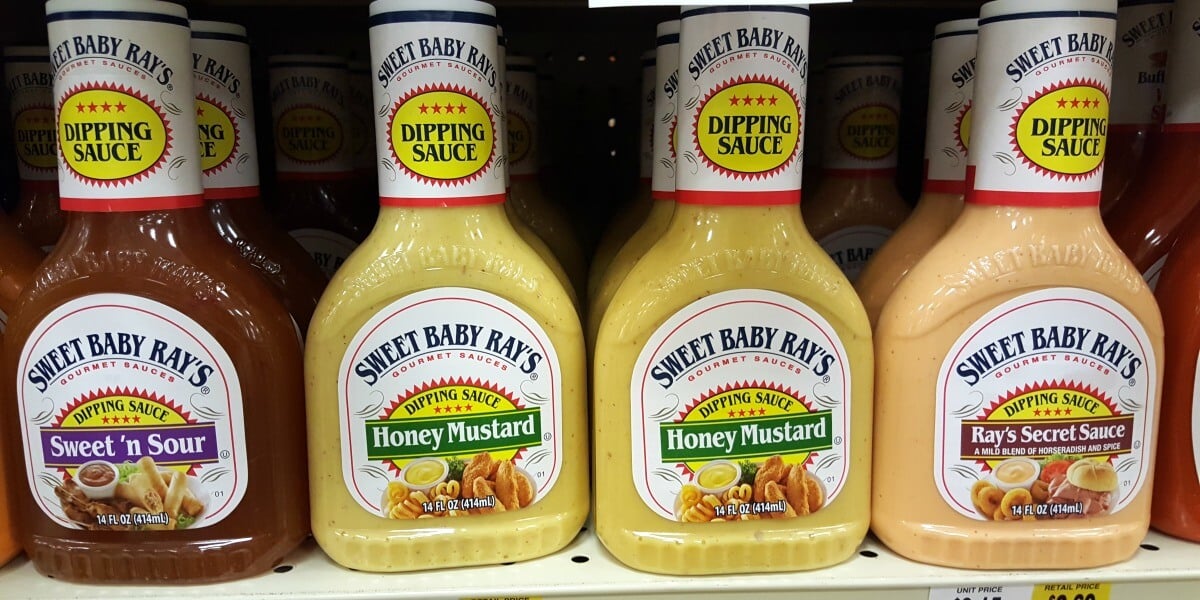 SWEET BABY RAY'S
GOURMET SAUCES
DIPPING
SAUCE
SWEET BABY RAY'S®
GOURMET SAUCES
DIPPING SAUCE
Sweet 'n Sour
01
14 FL OZ (414mL)
SWEET BABY RAY'S
GOURMET SAUCES
DIPPING
SAUCE
SWEET BABY RAY'S®
GOURMET SAUCES
DIPPING SAUCE
Honey Mustard
01
14 FL OZ (414mL)
SWEET BABY RAY'S
GOURMET SAUCES
DIPPING
SAUCE
SWEET BABY RAY'S®
GOURMET SAUCES
DIPPING SAUCE
Honey Mustard
01
14 FL OZ (414mL)
SWEET BABY RAY'S
GOURMET SAUCES
DIPPING
SAUCE
SWEET BABY RAY'S®
GOURMET SAUCES
DIPPING SAUCE
Ray's Secret Sauce
A MILD BLEND OF HORSERADISH AND SPICE
01
14 FL OZ (414mL)
UNIT PRICE
RETAIL PRICE